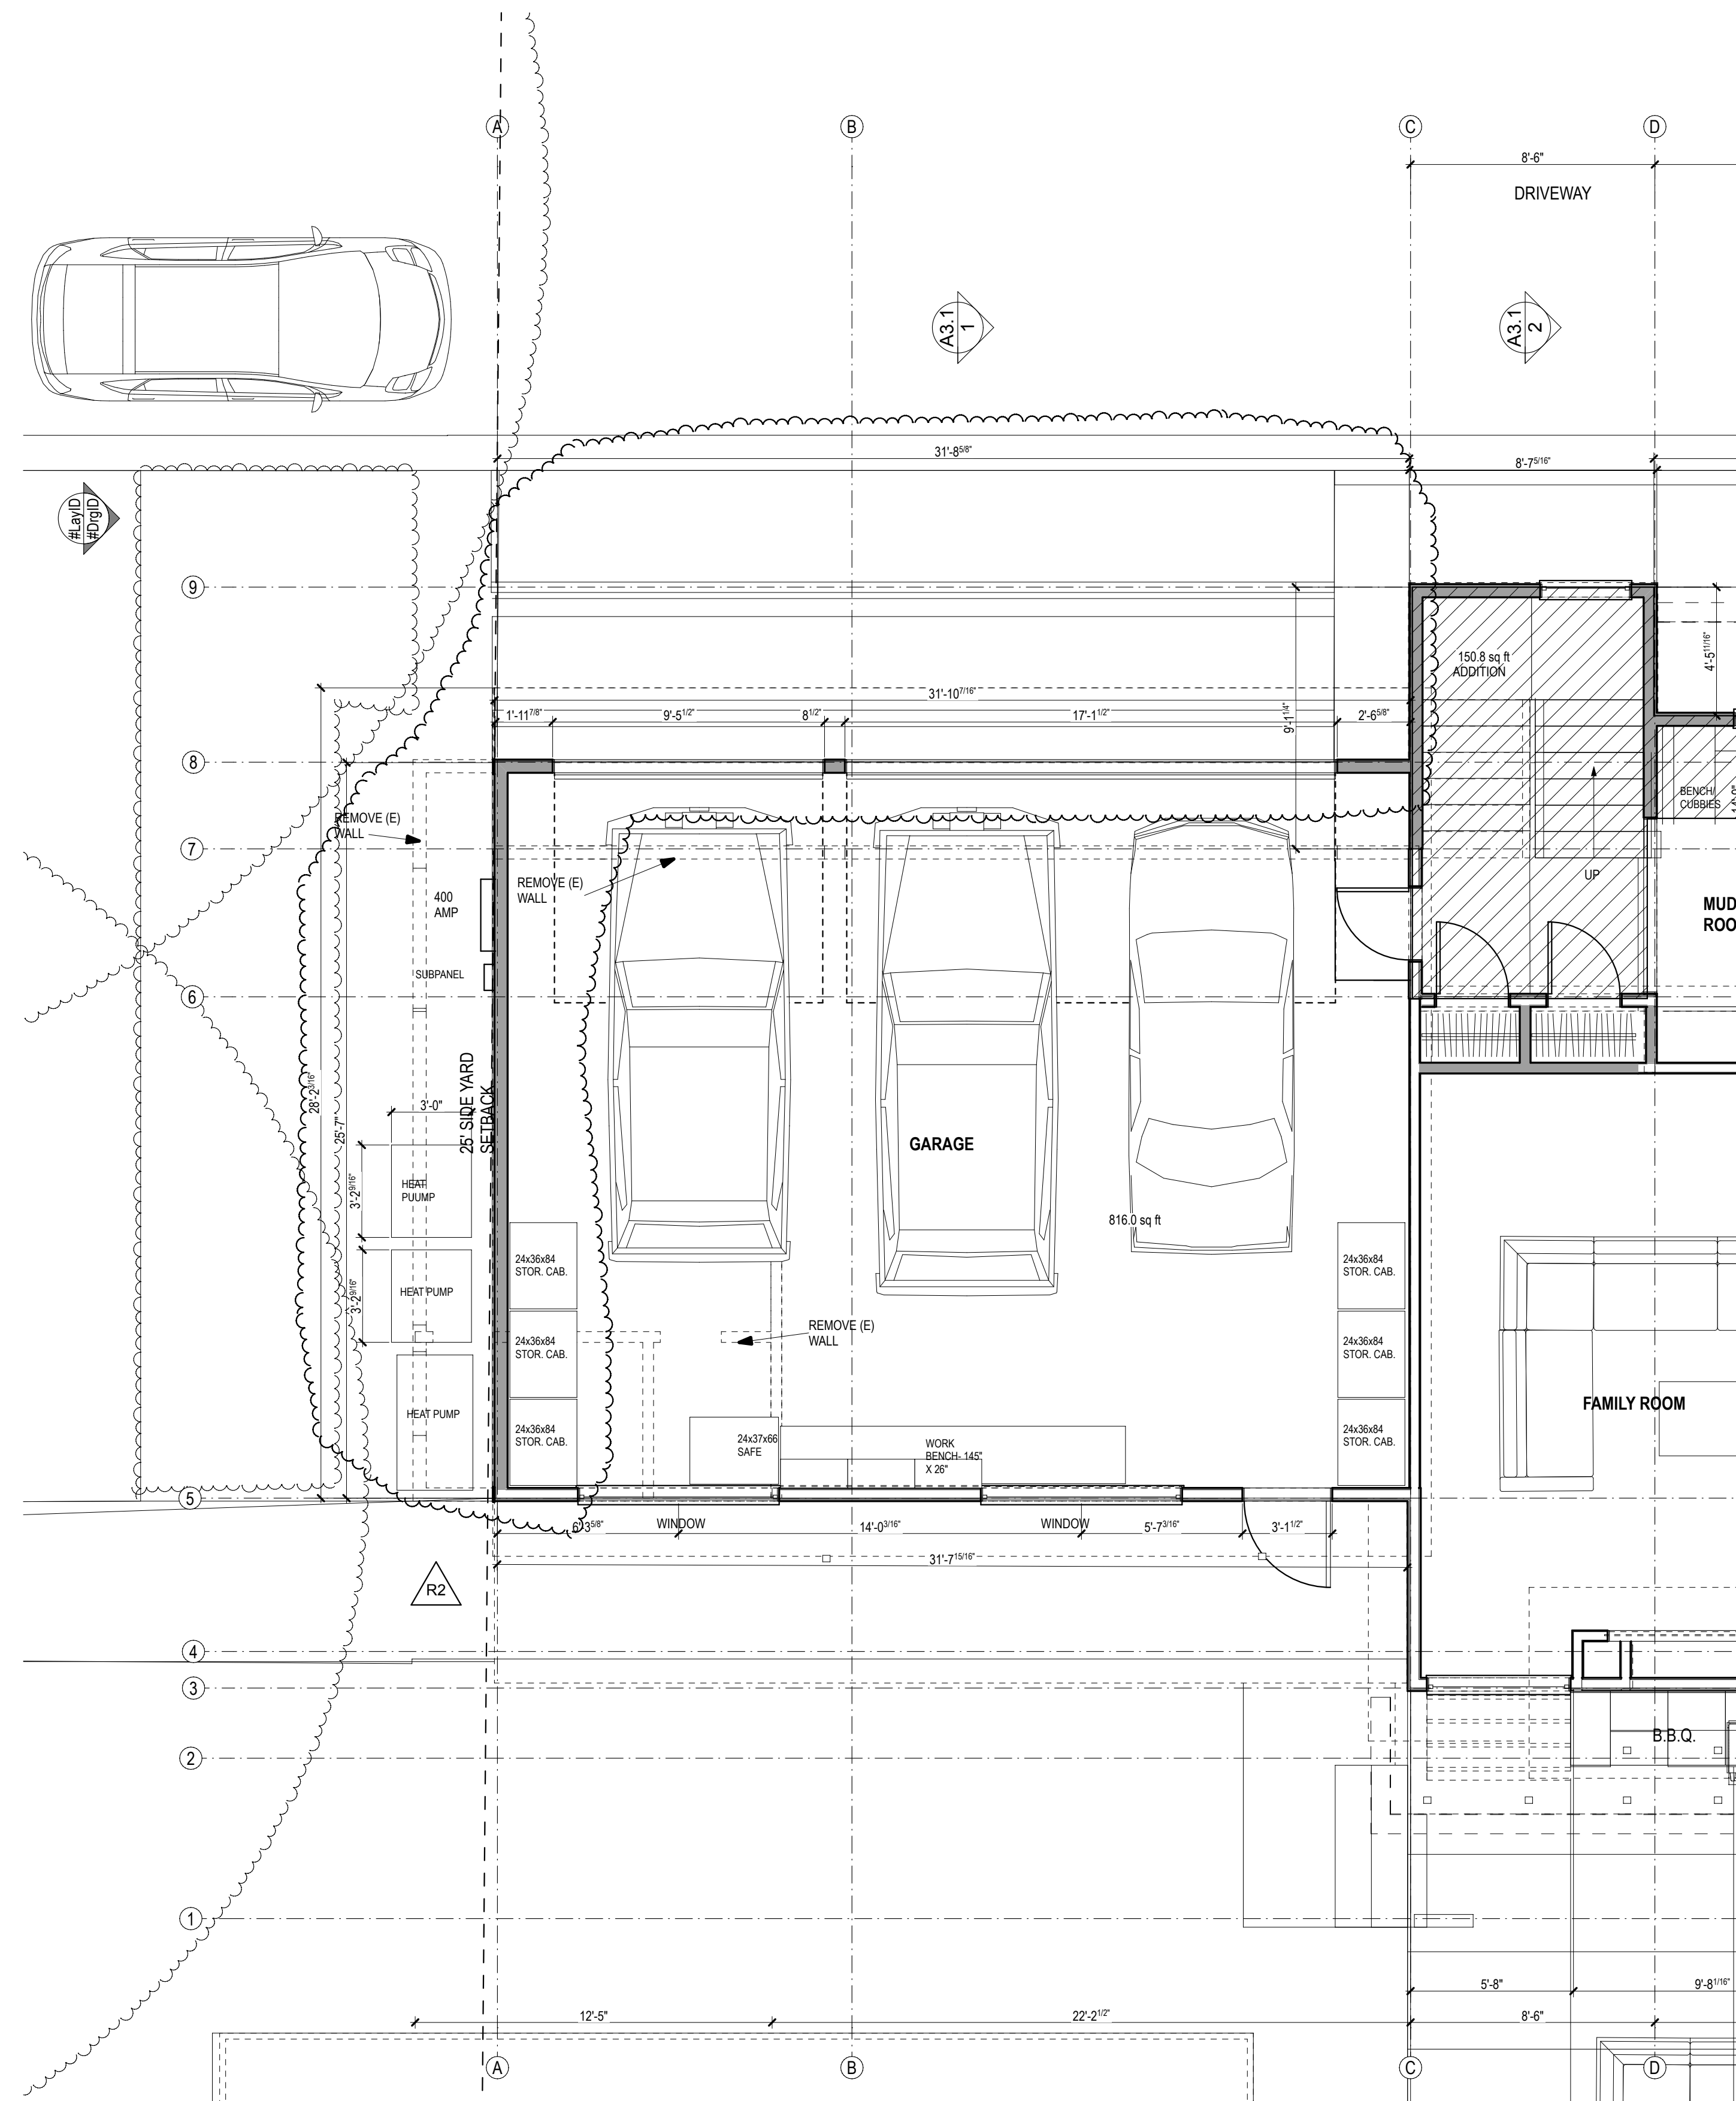 A
B
C
D
8'-6"
DRIVEWAY
A3.1
1
A3.1
2
31'-8 5/8"
8'-7 5/16"
#LayID
#DrgID
9
150.8 sq ft
ADDITION
4'-5 11/16"
31'-10 7/16"
1'-11 7/8"
9'-5 1/2"
8 1/2"
17'-1 1/2"
2'-6 5/8"
9'-1 1/4"
8
BENCH/
CUBBIES
REMOVE (E)
WALL
7
REMOVE (E)
WALL
UP
400
AMP
MUD
ROO
SUBPANEL
6
25' SIDE YARD
SETBACK
28'-2 3/16"
25'-7"
3'-0"
GARAGE
3'-2 9/16"
HEAT
PUUMP
816.0 sq ft
24x36x84
STOR. CAB.
24x36x84
STOR. CAB.
3'-2 9/16"
HEAT PUMP
REMOVE (E)
WALL
24x36x84
STOR. CAB.
24x36x84
STOR. CAB.
FAMILY ROOM
HEAT PUMP
24x36x84
STOR. CAB.
24x37x66
SAFE
WORK
BENCH- 145"
X 26"
24x36x84
STOR. CAB.
5
6'-3 5/8"
WINDOW
14'-0 3/16"
WINDOW
5'-7 3/16"
3'-1 1/2"
31'-7 15/16"
R2
4
3
2
B.B.Q.
1
5'-8"
9'-8 1/16"
12'-5"
22'-2 1/2"
8'-6"
A
B
C
D